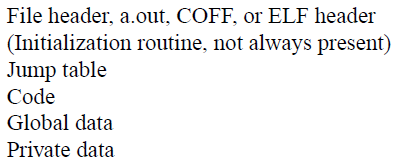 File header, a.out, COFF, or ELF header
(Initialization routine, not always present)
Jump table
Code
Global data
Private data